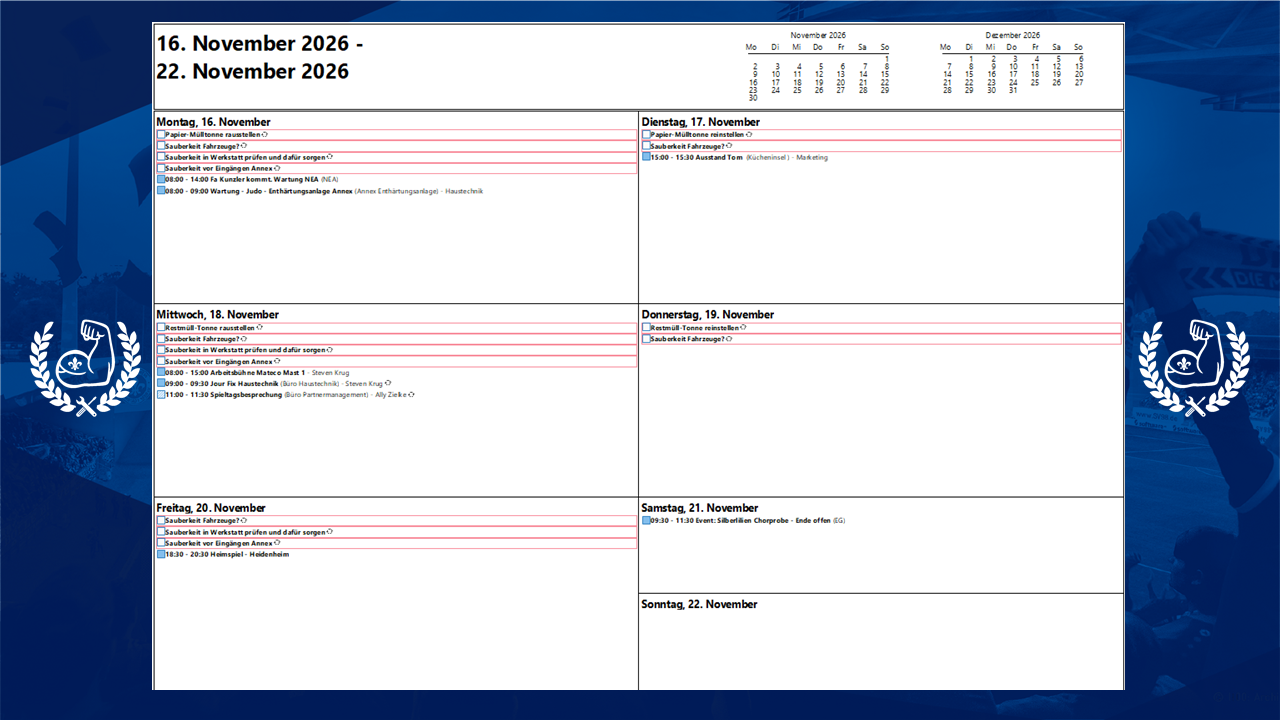 16. November 2026 -
22. November 2026
November 2026
Mo Di Mi Do Fr Sa So
1
2 3 4 5 6 7 8
9 10 11 12 13 14 15
16 17 18 19 20 21 22
23 24 25 26 27 28 29
30
Dezember 2026
Mo Di Mi Do Fr Sa So
1 2 3 4 5 6
7 8 9 10 11 12 13
14 15 16 17 18 19 20
21 22 23 24 25 26 27
28 29 30 31
Montag, 16. November
Papier-Mülltonne rausstellen
Sauberkeit Fahrzeuge?
Sauberkeit in Werkstatt prüfen und dafür sorgen
Sauberkeit vor Eingängen Annex
08:00 - 14:00 Fa Kunzler kommt. Wartung NEA (NEA)
08:00 - 09:00 Wartung - Judo - Enthärtungsanlage Annex (Annex Enthärtungsanlage) - Haustechnik
Dienstag, 17. November
Papier-Mülltonne reinstellen
Sauberkeit Fahrzeuge?
15:00 - 15:30 Ausstand Tom (Kücheninsel ) - Marketing
Mittwoch, 18. November
Restmüll-Tonne rausstellen
Sauberkeit Fahrzeuge?
Sauberkeit in Werkstatt prüfen und dafür sorgen
Sauberkeit vor Eingängen Annex
08:00 - 15:00 Arbeitsbühne Mateco Mast 1 - Steven Krug
09:00 - 09:30 Jour Fix Haustechnik (Büro Haustechnik) - Steven Krug
11:00 - 11:30 Spieltagsbesprechung (Büro Partnermanagement) - Ally Zielke
Donnerstag, 19. November
Restmüll-Tonne reinstellen
Sauberkeit Fahrzeuge?
Freitag, 20. November
Sauberkeit Fahrzeuge?
Sauberkeit in Werkstatt prüfen und dafür sorgen
Sauberkeit vor Eingängen Annex
18:30 - 20:30 Heimspiel - Heidenheim
Samstag, 21. November
09:30 - 11:30 Event: Silberlilien Chorprobe - Ende offen (EG)
Sonntag, 22. November
DIE